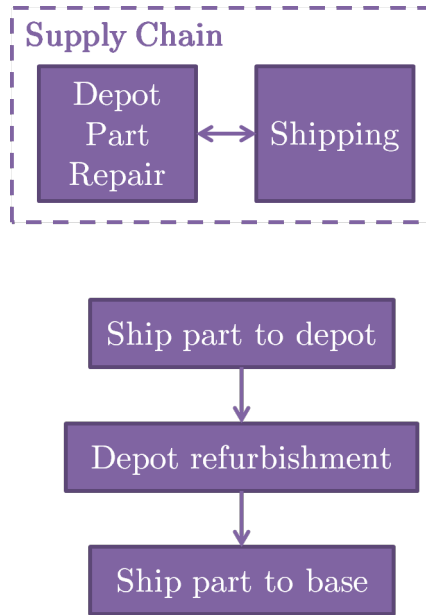 Supply Chain
Depot
Part
Repair
Shipping
Ship part to depot
Depot refurbishment
Ship part to base